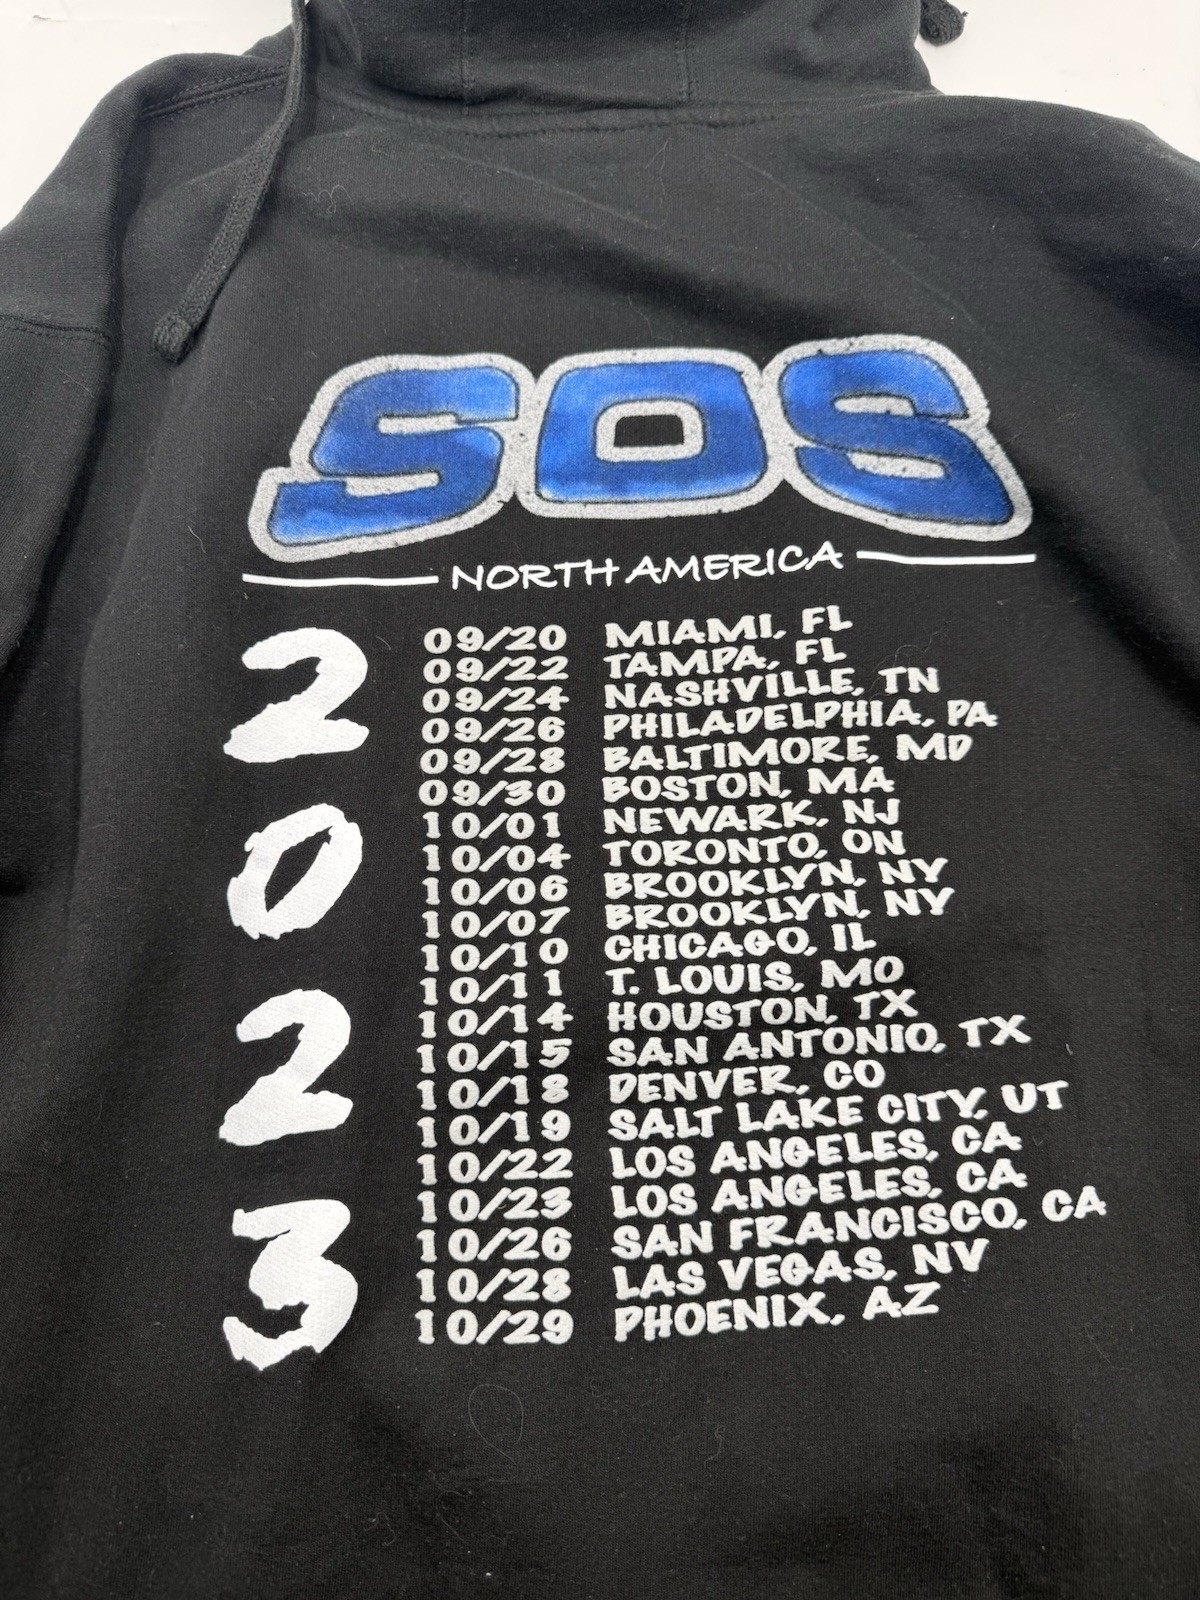 SOS
NORTH AMERICA
2023
09/20 MIAMI, FL
09/22 TAMPA, FL
09/24 NASHVILLE, TN
09/26 PHILADELPHIA, PA
09/28 BALTIMORE, MD
09/30 BOSTON, MA
10/01 NEWARK, NJ
10/04 TORONTO, ON
10/06 BROOKLYN, NY
10/07 BROOKLYN, NY
10/10 CHICAGO, IL
10/11 T. LOUIS, MO
10/14 HOUSTON, TX
10/15 SAN ANTONIO, TX
10/18 DENVER, CO
10/19 SALT LAKE CITY, UT
10/22 LOS ANGELES, CA
10/23 LOS ANGELES, CA
10/26 SAN FRANCISCO, CA
10/28 LAS VEGAS, NV
10/29 PHOENIX, AZ